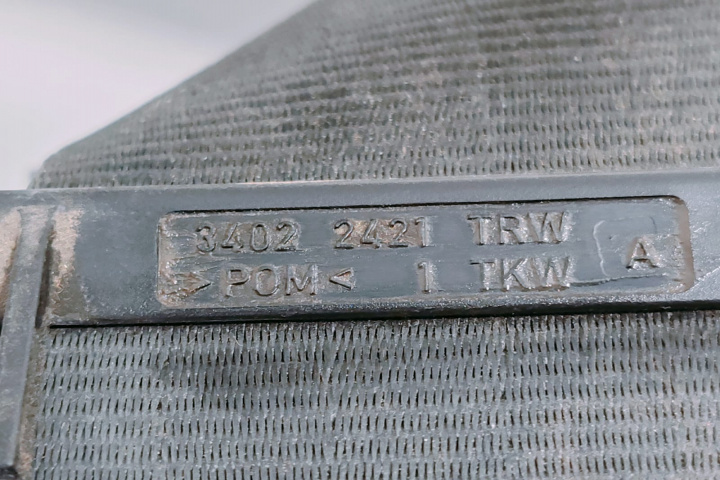 3402 2421 TRW
>POM< 1 TKW A